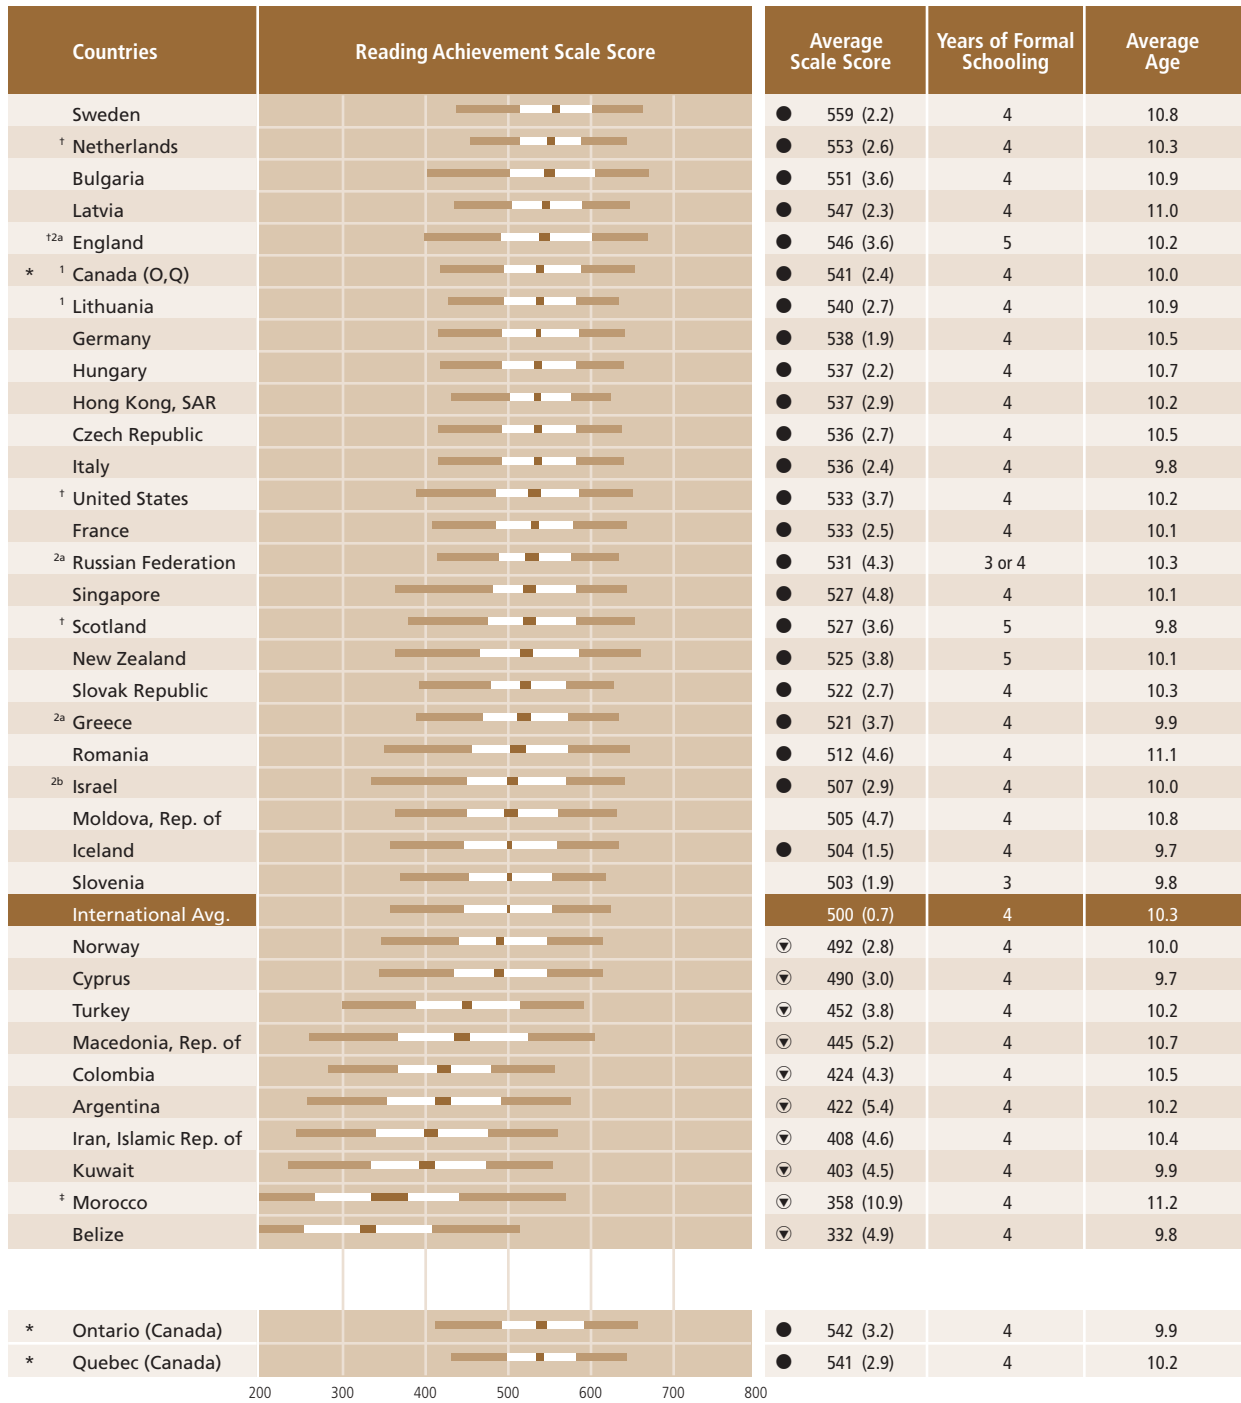 Countries Reading Achievement Scale Score Average Scale Score Years of Formal Schooling Average Age
Sweden 559 (2.2) 4 10.8
† Netherlands 553 (2.6) 4 10.3
Bulgaria 551 (3.6) 4 10.9
Latvia 547 (2.3) 4 11.0
†2a England 546 (3.6) 5 10.2
* 1 Canada (O,Q) 541 (2.4) 4 10.0
1 Lithuania 540 (2.7) 4 10.9
Germany 538 (1.9) 4 10.5
Hungary 537 (2.2) 4 10.7
Hong Kong, SAR 537 (2.9) 4 10.2
Czech Republic 536 (2.7) 4 10.5
Italy 536 (2.4) 4 9.8
† United States 533 (3.7) 4 10.2
France 533 (2.5) 4 10.1
2a Russian Federation 531 (4.3) 3 or 4 10.3
Singapore 527 (4.8) 4 10.1
† Scotland 527 (3.6) 5 9.8
New Zealand 525 (3.8) 5 10.1
Slovak Republic 522 (2.7) 4 10.3
2a Greece 521 (3.7) 4 9.9
Romania 512 (4.6) 4 11.1
2b Israel 507 (2.9) 4 10.0
Moldova, Rep. of 505 (4.7) 4 10.8
Iceland 504 (1.5) 4 9.7
Slovenia 503 (1.9) 3 9.8
International Avg. 500 (0.7) 4 10.3
Norway 492 (2.8) 4 10.0
Cyprus 490 (3.0) 4 9.7
Turkey 452 (3.8) 4 10.2
Macedonia, Rep. of 445 (5.2) 4 10.7
Colombia 424 (4.3) 4 10.5
Argentina 422 (5.4) 4 10.2
Iran, Islamic Rep. of 408 (4.6) 4 10.4
Kuwait 403 (4.5) 4 9.9
‡ Morocco 358 (10.9) 4 11.2
Belize 332 (4.9) 4 9.8
* Ontario (Canada) 542 (3.2) 4 9.9
* Quebec (Canada) 541 (2.9) 4 10.2
200 300 400 500 600 700 800